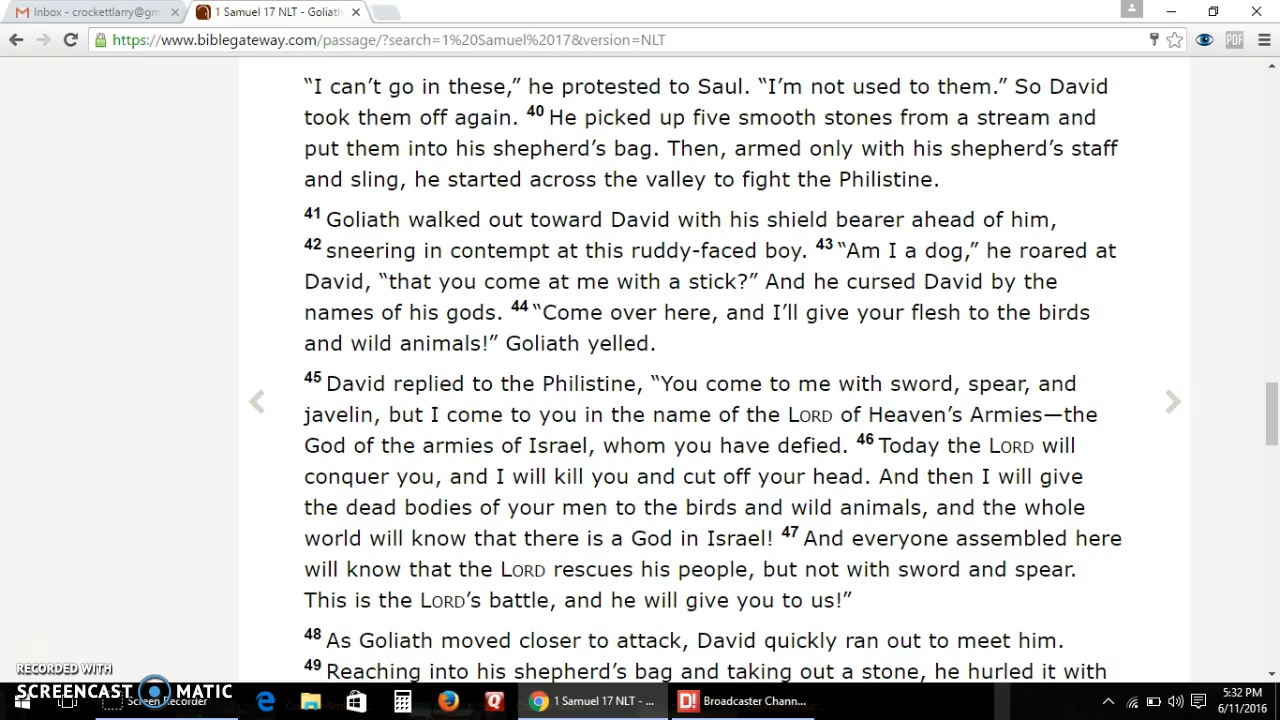 Inbox - crockettlarry@gm
1 Samuel 17 NLT - Goliath
https://www.biblegateway.com/passage/?search=1%20Samuel%2017&version=NLT
PDF
“I can’t go in these,” he protested to Saul. “I’m not used to them.” So David
took them off again. 40 He picked up five smooth stones from a stream and
put them into his shepherd’s bag. Then, armed only with his shepherd’s staff
and sling, he started across the valley to fight the Philistine.
41 Goliath walked out toward David with his shield bearer ahead of him,
42 sneering in contempt at this ruddy-faced boy. 43 “Am I a dog,” he roared at
David, “that you come at me with a stick?” And he cursed David by the
names of his gods. 44 “Come over here, and I’ll give your flesh to the birds
and wild animals!” Goliath yelled.
45 David replied to the Philistine, “You come to me with sword, spear, and
javelin, but I come to you in the name of the LORD of Heaven’s Armies—the
God of the armies of Israel, whom you have defied. 46 Today the LORD will
conquer you, and I will kill you and cut off your head. And then I will give
the dead bodies of your men to the birds and wild animals, and the whole
world will know that there is a God in Israel! 47 And everyone assembled here
will know that the LORD rescues his people, but not with sword and spear.
This is the LORD’s battle, and he will give you to us!”
48 As Goliath moved closer to attack, David quickly ran out to meet him.
49 Reaching into his shepherd’s bag and taking out a stone, he hurled it with
RECORDED WITH
SCREENCAST MATIC
Screen Recorder
1 Samuel 17 NLT - ...
D! Broadcaster Chann...
5:32 PM
6/11/2016